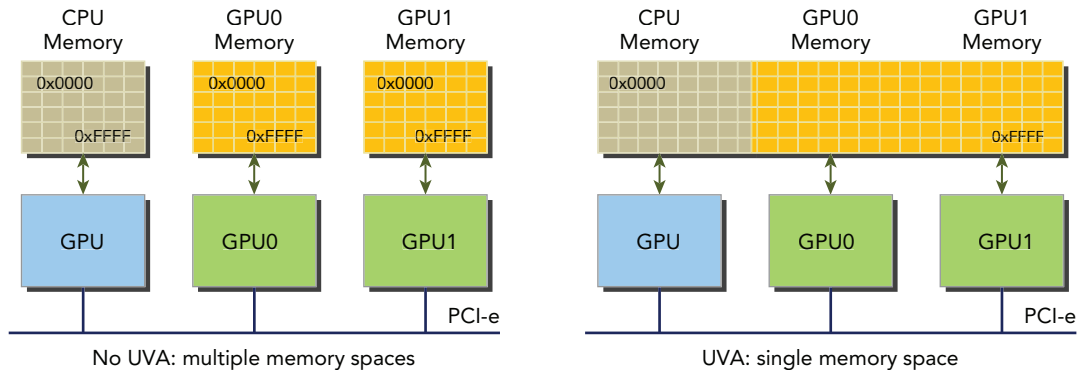 CPU
Memory
GPU0
Memory
GPU1
Memory
0x0000
0xFFFF
0x0000
0xFFFF
0x0000
0xFFFF
GPU
GPU0
GPU1
PCI-e
No UVA: multiple memory spaces
CPU
Memory
GPU0
Memory
GPU1
Memory
0x0000
0xFFFF
GPU
GPU0
GPU1
PCI-e
UVA: single memory space